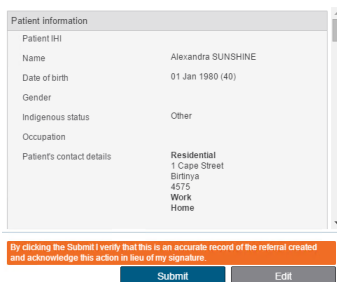 Patient information
Patient IHI
Name Alexandra SUNSHINE
Date of birth 01 Jan 1980 (40)
Gender
Indigenous status Other
Occupation
Patient's contact details Residential
1 Cape Street
Birtinya
4575
Work
Home
By clicking the Submit I verify that this is an accurate record of the referral created
and acknowledge this action in lieu of my signature.
Submit Edit